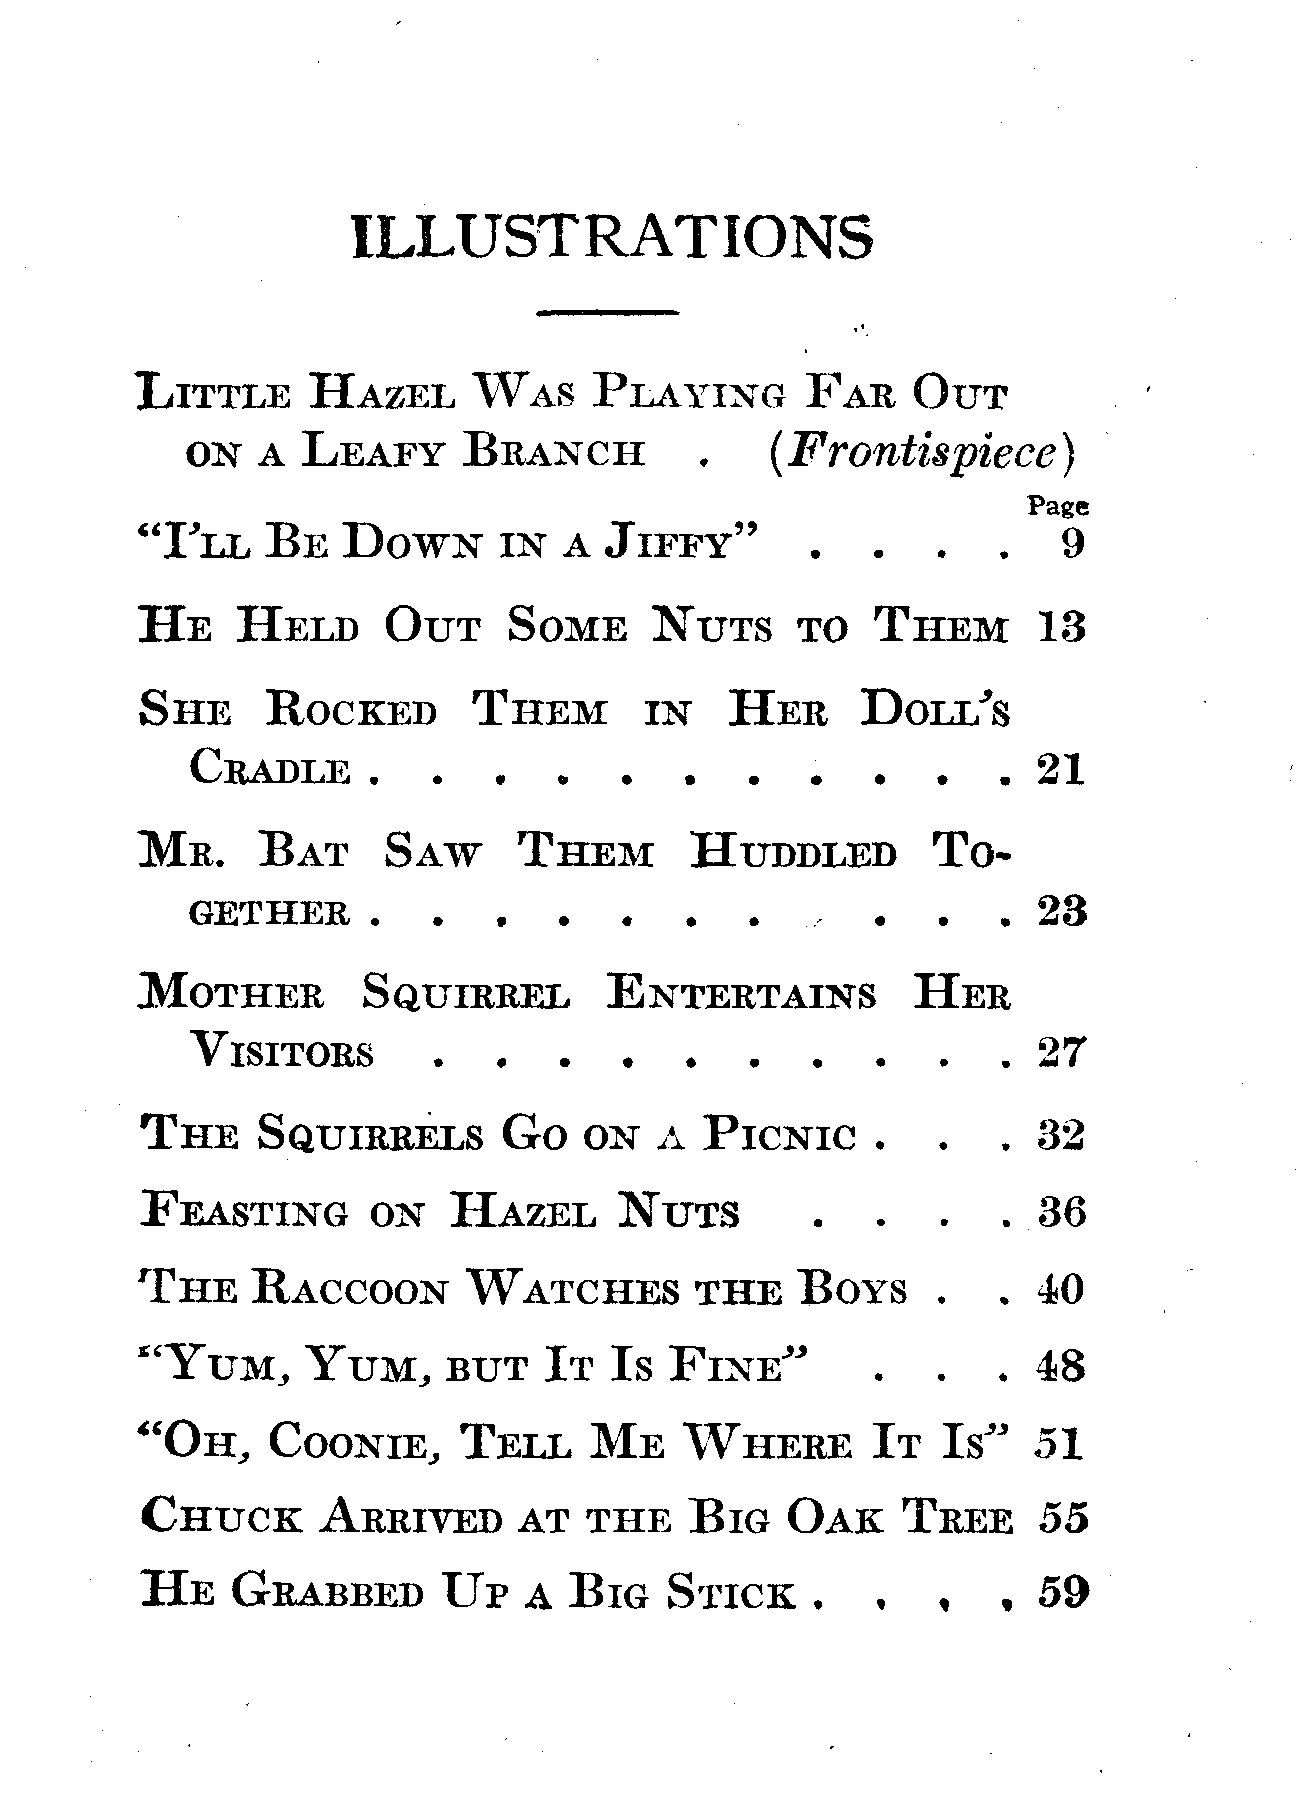 ILLUSTRATIONS
Little Hazel Was Playing Far Out
on a Leafy Branch . (Frontispiece)
Page
"I'll Be Down in a Jiffy" . . . . 9
He Held Out Some Nuts to Them 13
She Rocked Them in Her Doll's
Cradle . . . . . . . . . . . 21
Mr. Bat Saw Them Huddled To-
gether . . . . . . . . . . 23
Mother Squirrel Entertains Her
Visitors . . . . . . . . . . 27
The Squirrels Go on a Picnic . . . 32
Feasting on Hazel Nuts . . . . 36
The Raccoon Watches the Boys . . 40
"Yum, Yum, but It Is Fine" . . . 48
"Oh, Coonie, Tell Me Where It Is" 51
Chuck Arrived at the Big Oak Tree 55
He Grabbed Up a Big Stick . . . . 59